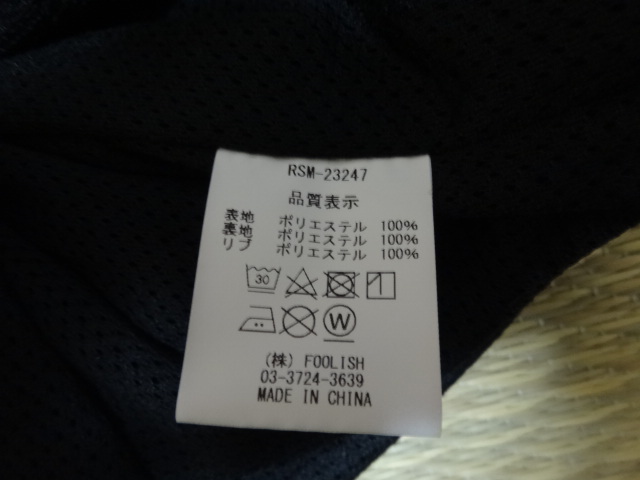 RSM-23247
品質表示
表地 ポリエステル 100%
裏地 ポリエステル 100%
リブ ポリエステル 100%
30
W
(株) FOOLISH
03-3724-3639
MADE IN CHINA